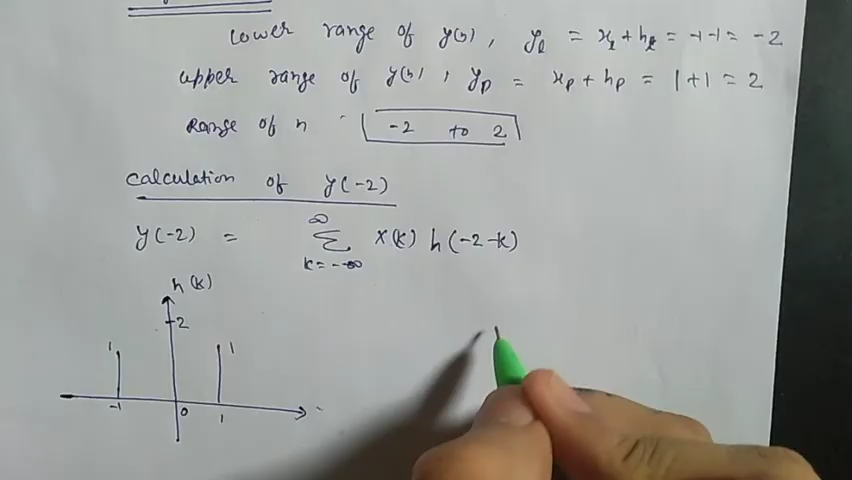 lower range of y(n), yl = xl + hl = -1-1 = -2
upper range of y(n), yp = xp + hp = 1+1 = 2
Range of n -2 to 2
calculation of y(-2)
y(-2) = ∞ Σ k=-∞ x(k) h(-2-k)
h(k)
2
1 1
-1 0 1